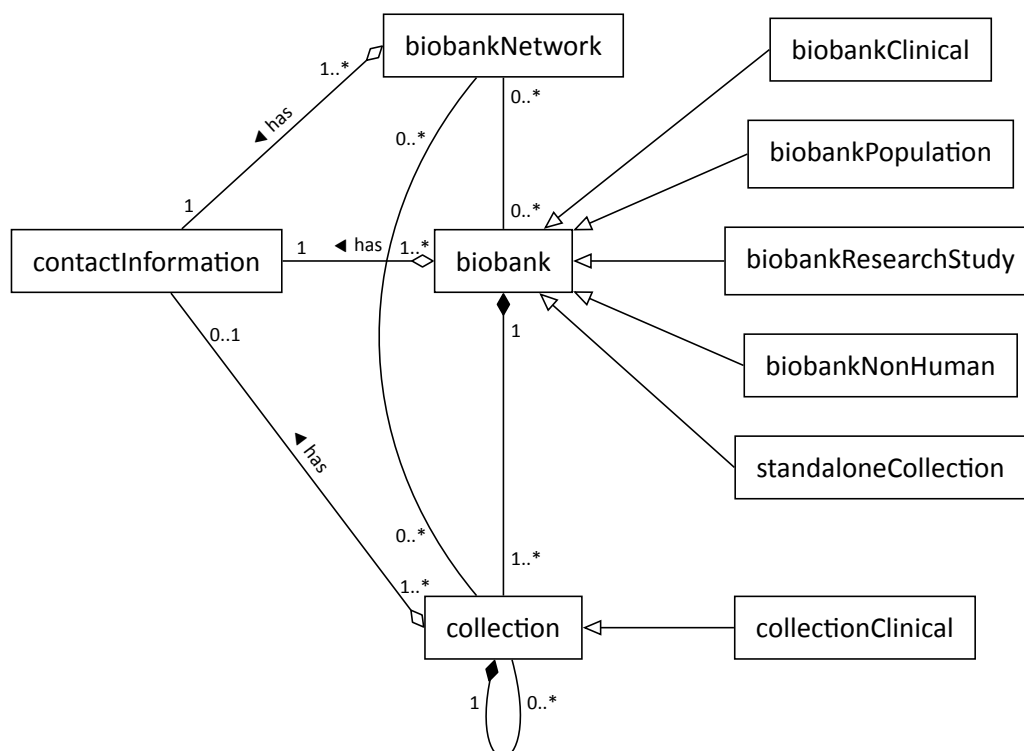 biobankNetwork
biobankClinical
1..*
0..*
◀ has
0..*
biobankPopulation
1
0..*
contactInformation
1
◀ has
1..*
biobank
biobankResearchStudy
0..1
1
biobankNonHuman
◀ has
standaloneCollection
0..*
1..*
1..*
collection
collectionClinical
1
0..*